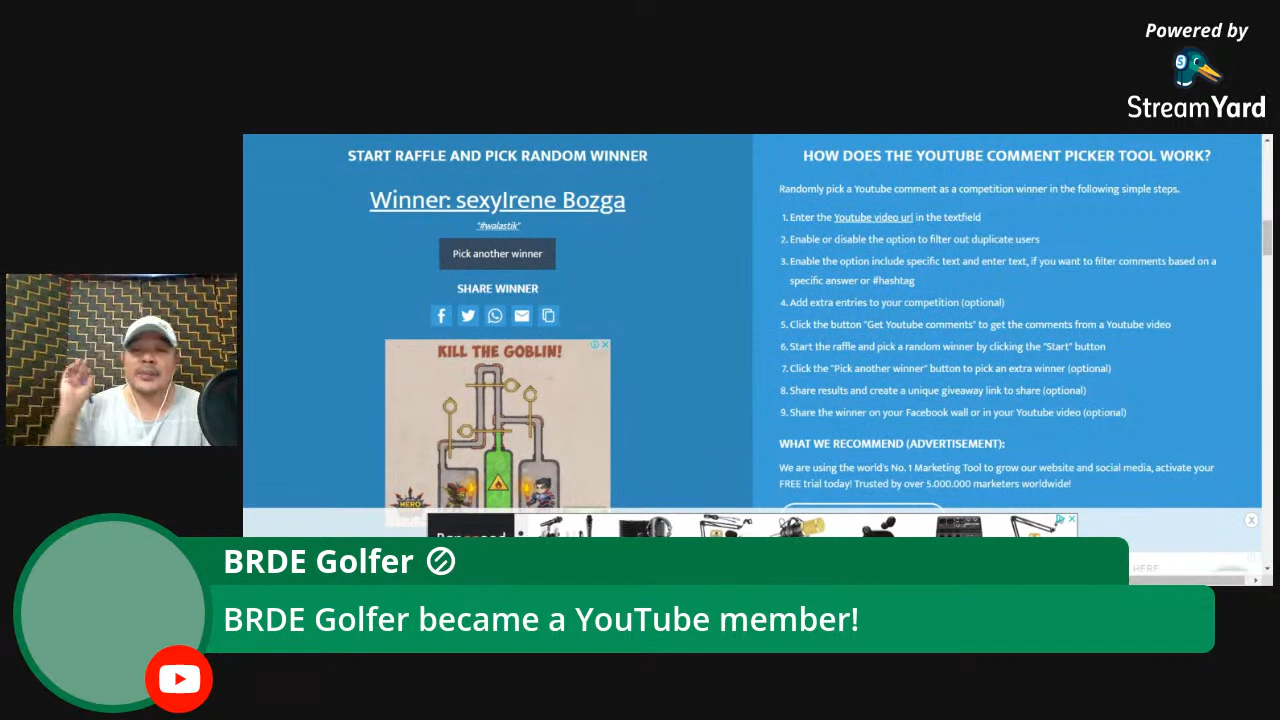 Powered by
StreamYard
START RAFFLE AND PICK RANDOM WINNER
Winner: sexyIrene Bozga
"#walastik"
Pick another winner
SHARE WINNER
KILL THE GOBLIN!
HERO
HOW DOES THE YOUTUBE COMMENT PICKER TOOL WORK?
Randomly pick a Youtube comment as a competition winner in the following simple steps.
1. Enter the Youtube video url in the textfield
2. Enable or disable the option to filter out duplicate users
3. Enable the option include specific text and enter text, if you want to filter comments based on a
specific answer or #hashtag
4. Add extra entries to your competition (optional)
5. Click the button "Get Youtube comments" to get the comments from a Youtube video
6. Start the raffle and pick a random winner by clicking the "Start" button
7. Click the "Pick another winner" button to pick an extra winner (optional)
8. Share results and create a unique giveaway link to share (optional)
9. Share the winner on your Facebook wall or in your Youtube video (optional)
WHAT WE RECOMMEND (ADVERTISEMENT):
We are using the world's No. 1 Marketing Tool to grow our website and social media, activate your
FREE trial today! Trusted by over 5.000.000 marketers worldwide!
HERE
BRDE Golfer
BRDE Golfer became a YouTube member!